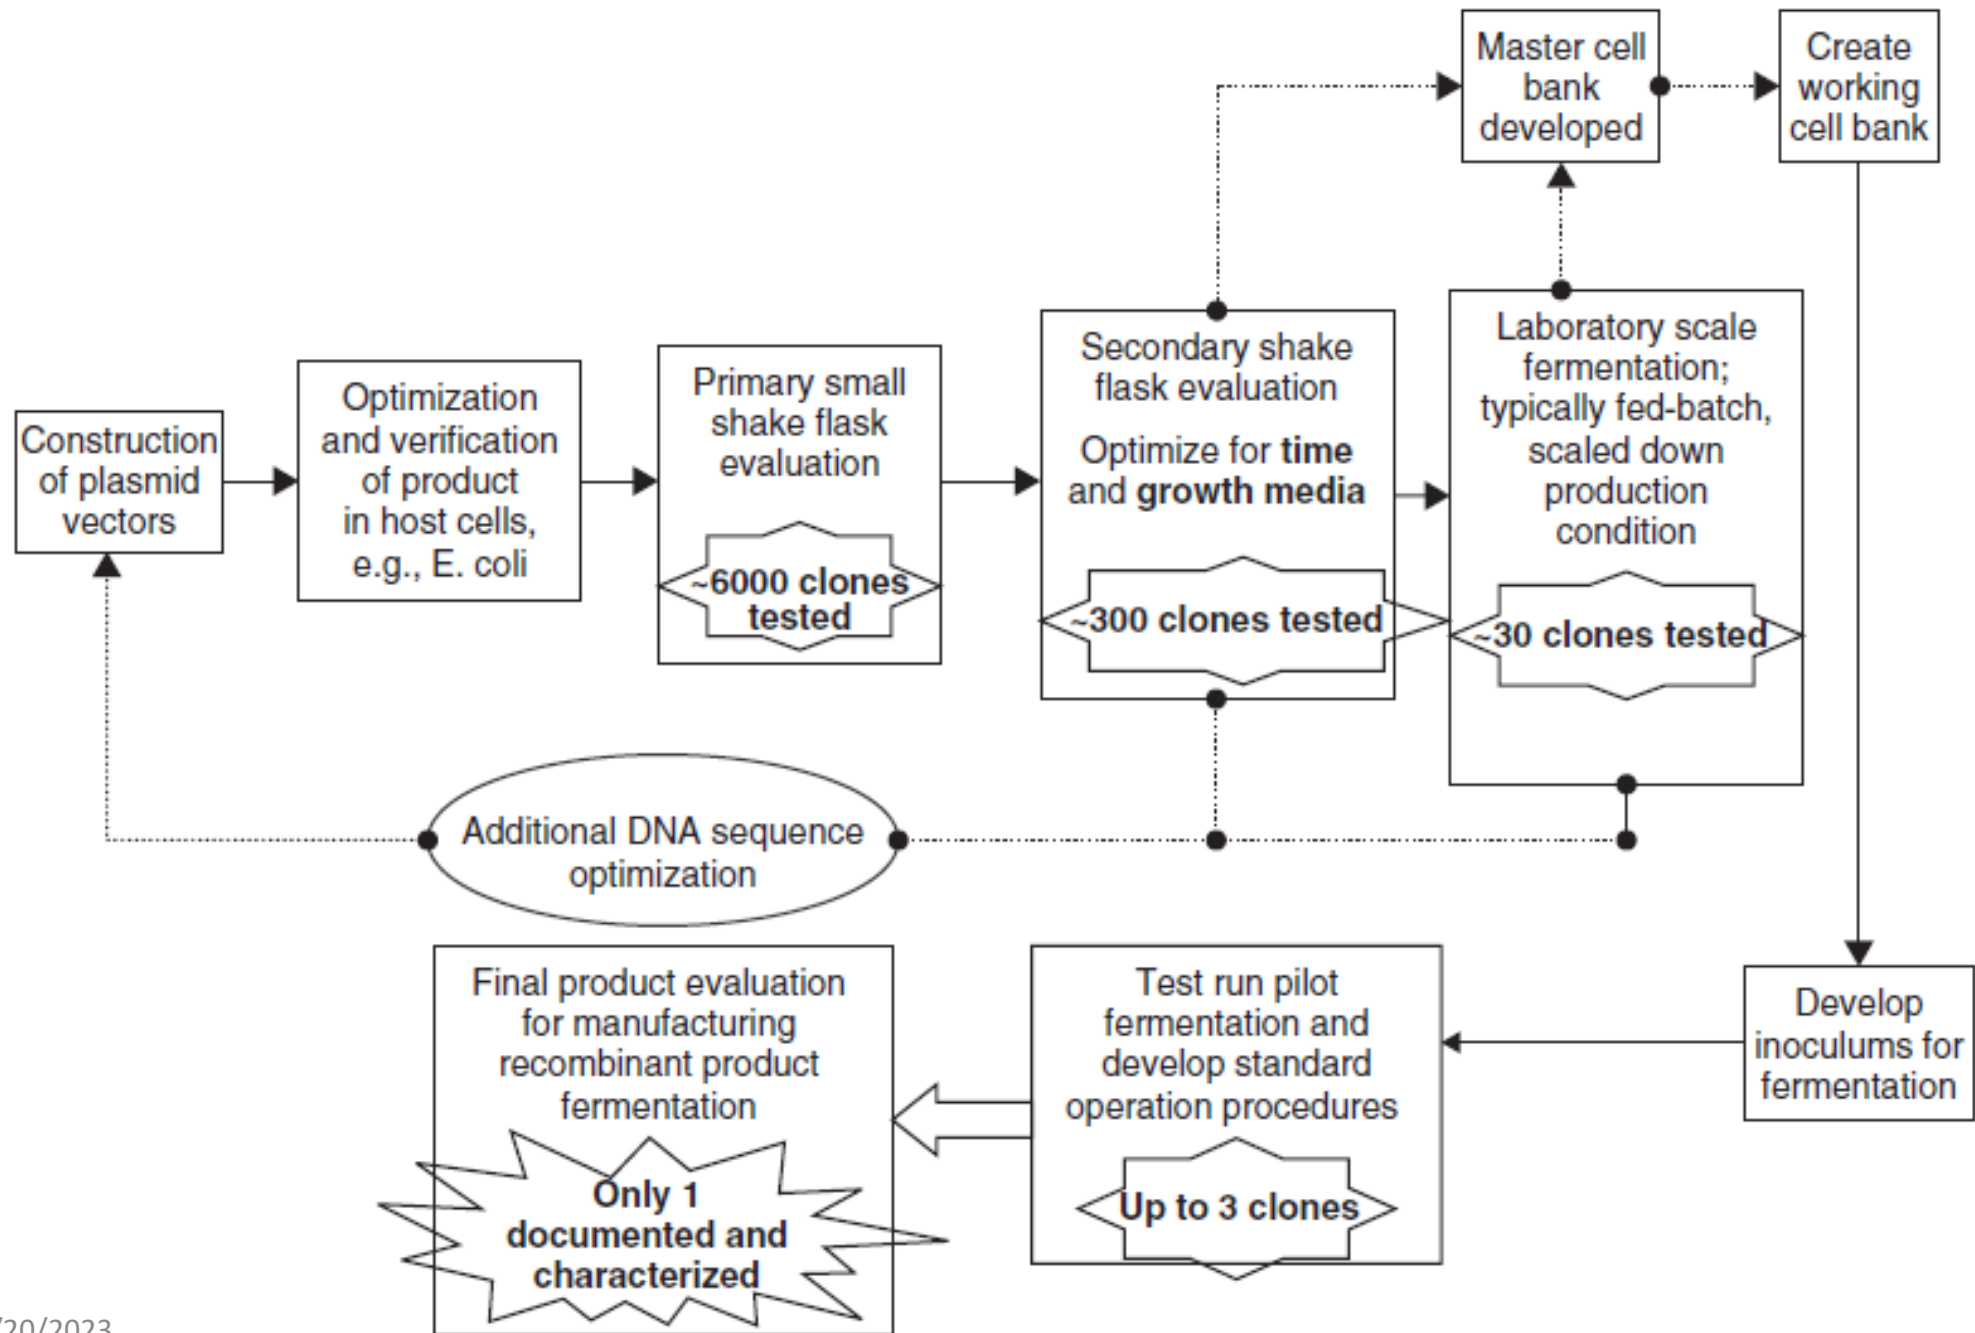 Construction
of plasmid
vectors
Optimization
and verification
of product
in host cells,
e.g., E. coli
Primary small
shake flask
evaluation
~6000 clones
tested
Secondary shake
flask evaluation
Optimize for time
and growth media
~300 clones tested
Laboratory scale
fermentation;
typically fed-batch,
scaled down
production
condition
~30 clones tested
Master cell
bank
developed
Create
working
cell bank
Additional DNA sequence
optimization
Develop
inoculums for
fermentation
Test run pilot
fermentation and
develop standard
operation procedures
Up to 3 clones
Final product evaluation
for manufacturing
recombinant product
fermentation
Only 1
documented and
characterized
/20/2023